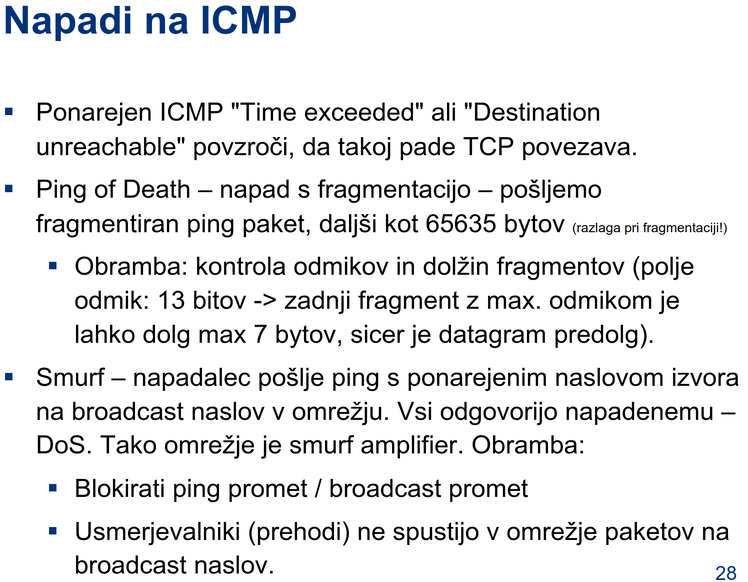 Napadi na ICMP
▪ Ponarejen ICMP "Time exceeded" ali "Destination
unreachable" povzroči, da takoj pade TCP povezava.
▪ Ping of Death – napad s fragmentacijo – pošljemo
fragmentiran ping paket, daljši kot 65635 bytov (razlaga pri fragmentaciji!)
▪ Obramba: kontrola odmikov in dolžin fragmentov (polje
odmik: 13 bitov -> zadnji fragment z max. odmikom je
lahko dolg max 7 bytov, sicer je datagram predolg).
▪ Smurf – napadalec pošlje ping s ponarejenim naslovom izvora
na broadcast naslov v omrežju. Vsi odgovorijo napadenemu –
DoS. Tako omrežje je smurf amplifier. Obramba:
▪ Blokirati ping promet / broadcast promet
▪ Usmerjevalniki (prehodi) ne spustijo v omrežje paketov na
broadcast naslov.
28